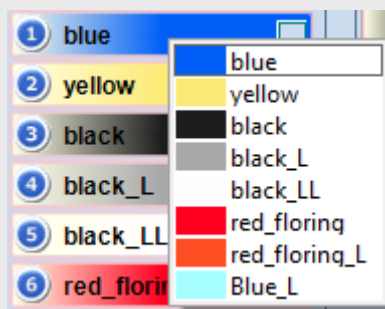 1 blue
2 yellow
3 black
4 black_L
5 black_LL
6 red_florin
blue
yellow
black
black_L
black_LL
red_floring
red_floring_L
Blue_L